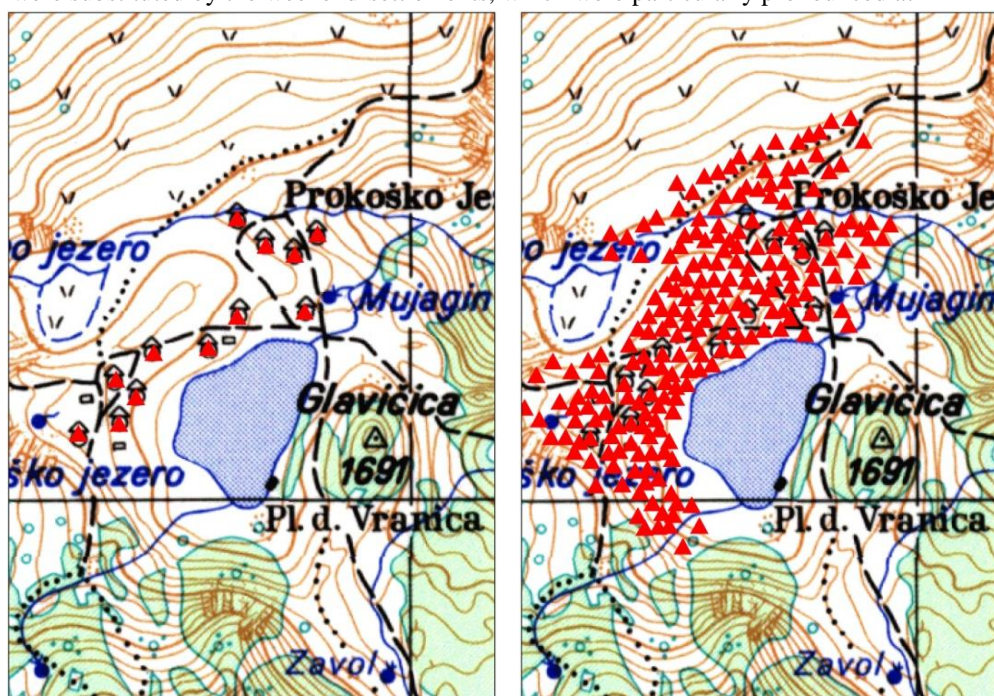 Prokoško Je
o jezero
Mujagin
Glavičica
ško jezero
1691
Pl. d. Vranica
Zavol
Prokoško Je
o jezero
Mujagin
Glavičica
ško jezero
1691
Pl. d. Vranica
Zavol